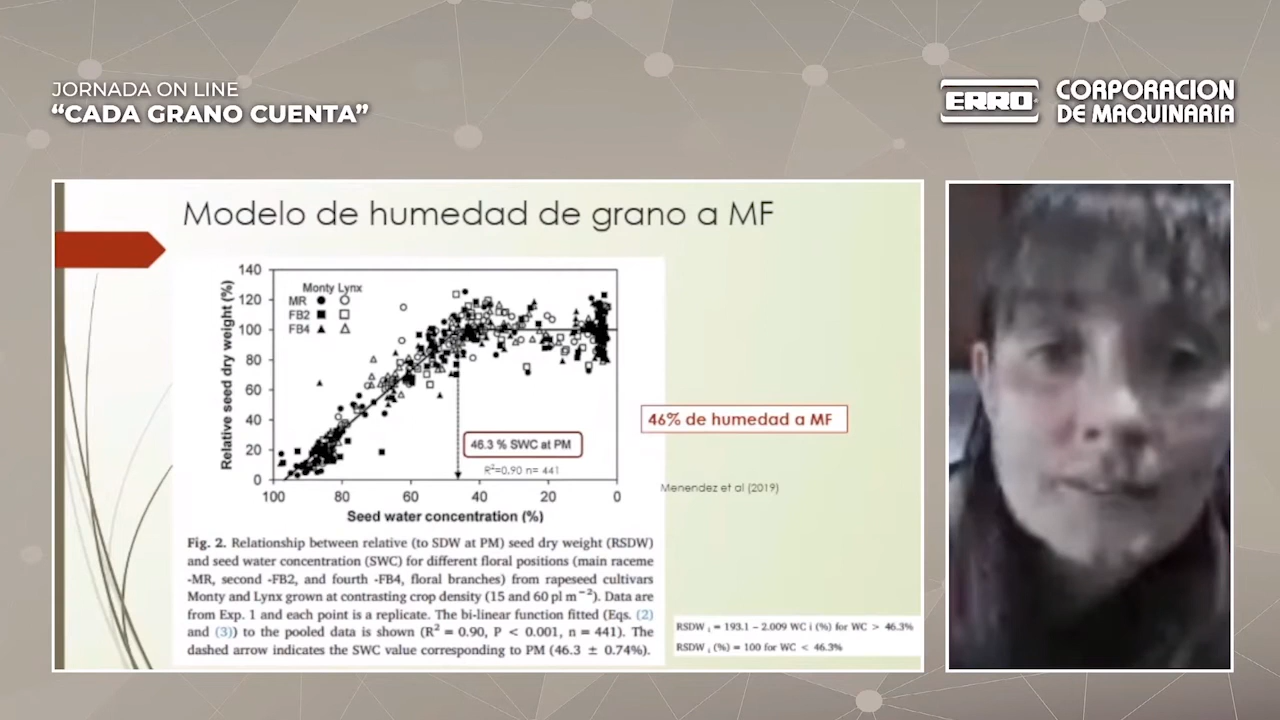 JORNADA ON LINE
“CADA GRANO CUENTA”
ERRO
CORPORACION
DE MAQUINARIA
Modelo de humedad de grano a MF
Relative seed dry weight (%)
140
120
100
80
60
40
20
0
Monty Lynx
MR
FB2
FB4
46.3 % SWC at PM
R²=0.90 n= 441
100 80 60 40 20 0
Seed water concentration (%)
46% de humedad a MF
Menendez et al (2019)
Fig. 2. Relationship between relative (to SDW at PM) seed dry weight (RSDW)
and seed water concentration (SWC) for different floral positions (main raceme
-MR, second -FB2, and fourth -FB4, floral branches) from rapeseed cultivars
Monty and Lynx grown at contrasting crop density (15 and 60 pl m⁻²). Data are
from Exp. 1 and each point is a replicate. The bi-linear function fitted (Eqs. (2)
and (3)) to the pooled data is shown (R² = 0.90, P < 0.001, n = 441). The
dashed arrow indicates the SWC value corresponding to PM (46.3 ± 0.74%).
RSDW i = 193.1 – 2.009 WC i (%) for WC > 46.3%
RSDW i (%) = 100 for WC < 46.3%